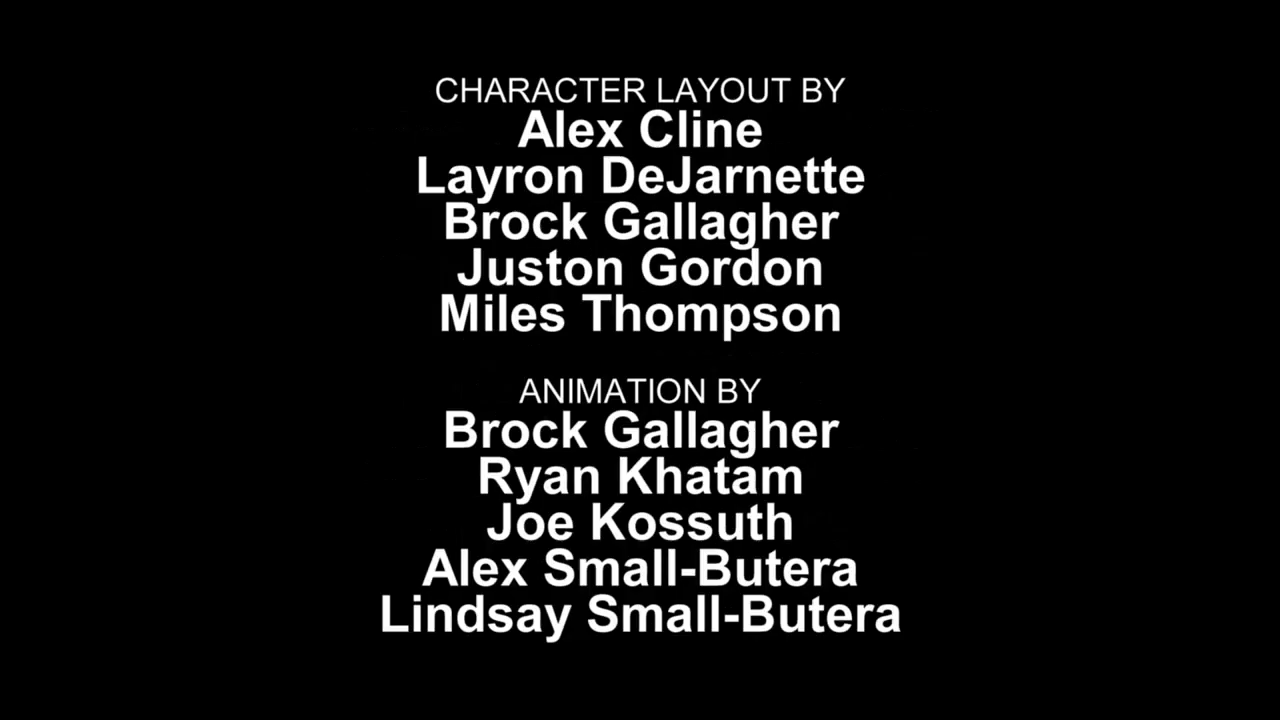 CHARACTER LAYOUT BY
Alex Cline
Layron DeJarnette
Brock Gallagher
Juston Gordon
Miles Thompson
ANIMATION BY
Brock Gallagher
Ryan Khatam
Joe Kossuth
Alex Small-Butera
Lindsay Small-Butera